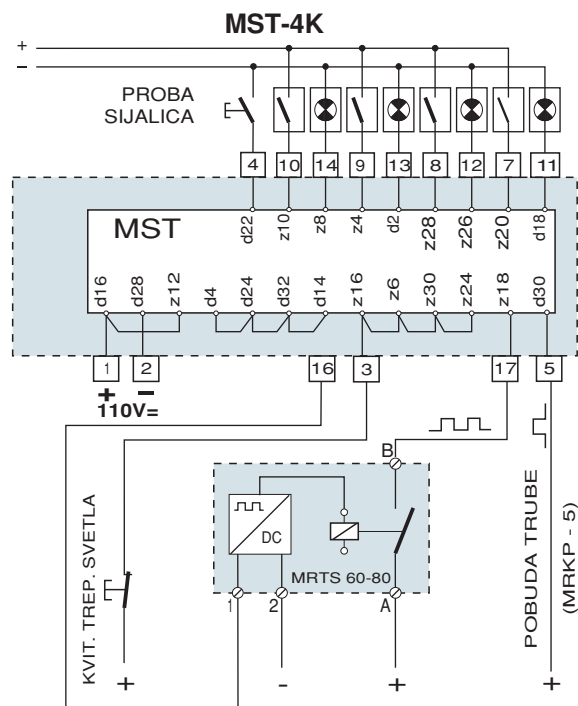 MST-4K
+
−
PROBA
SIJALICA
4 10 14 9 13 8 12 7 11
d22 z10 z8 z4 d2 z28 z26 z20 d18
MST
d16 d28 z12 d4 d24 d32 d14 z16 z6 z30 z24 z18 d30
1 2 16 3 17 5
+ −
110V=
B
DC
MRTS 60-80
1 2 A
KVIT. TREP. SVETLA
POBUDA TRUBE
(MRKP - 5)
+ - + +